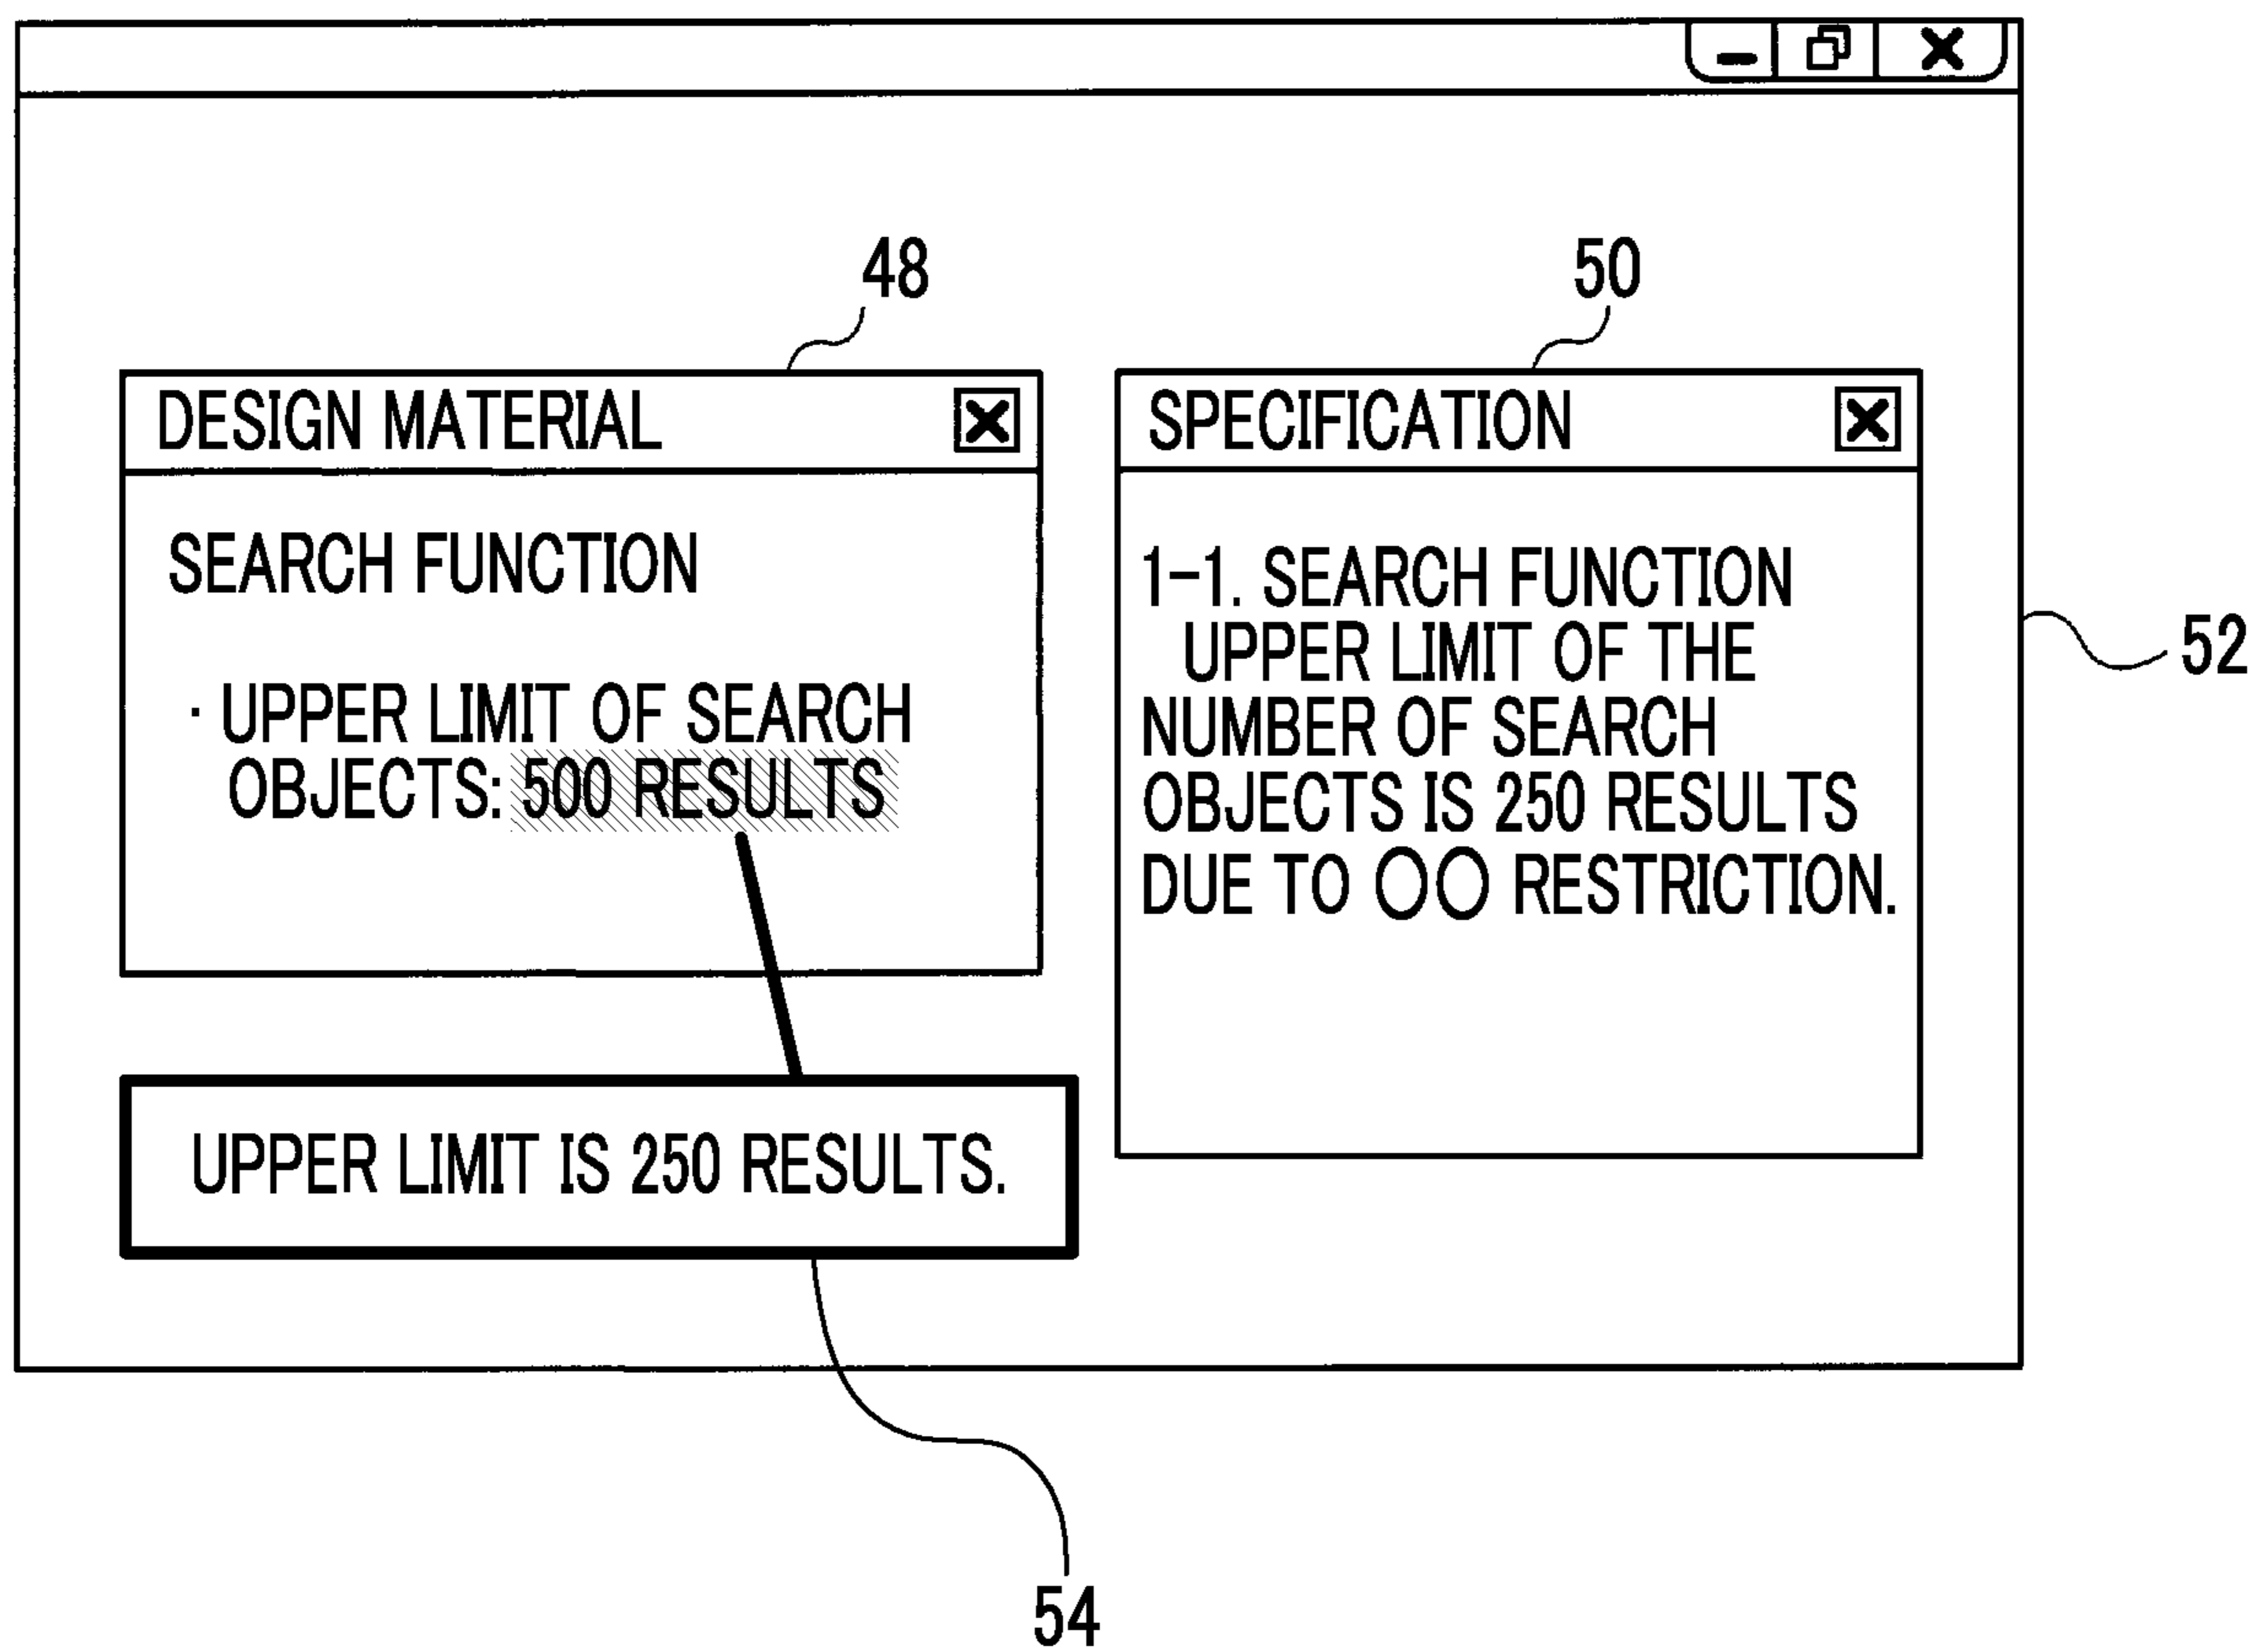 48
50
DESIGN MATERIAL
SEARCH FUNCTION
· UPPER LIMIT OF SEARCH
OBJECTS: 500 RESULTS
SPECIFICATION
1-1. SEARCH FUNCTION
UPPER LIMIT OF THE
NUMBER OF SEARCH
OBJECTS IS 250 RESULTS
DUE TO ○○ RESTRICTION.
52
UPPER LIMIT IS 250 RESULTS.
54